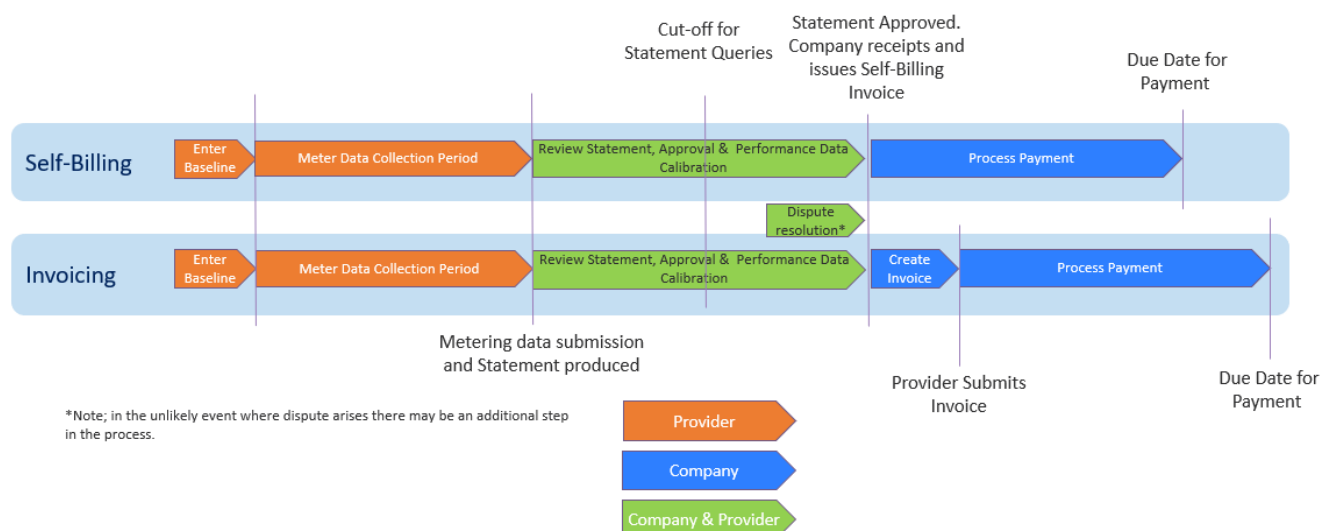 Cut-off for
Statement Queries
Statement Approved.
Company receipts and
issues Self-Billing
Invoice
Due Date for
Payment
Self-Billing
Enter
Baseline
Meter Data Collection Period
Review Statement, Approval & Performance Data
Calibration
Process Payment
Dispute
resolution*
Invoicing
Enter
Baseline
Meter Data Collection Period
Review Statement, Approval & Performance Data
Calibration
Create
Invoice
Process Payment
Metering data submission
and Statement produced
Provider Submits
Invoice
Due Date for
Payment
*Note; in the unlikely event where dispute arises there may be an additional step
in the process.
Provider
Company
Company & Provider